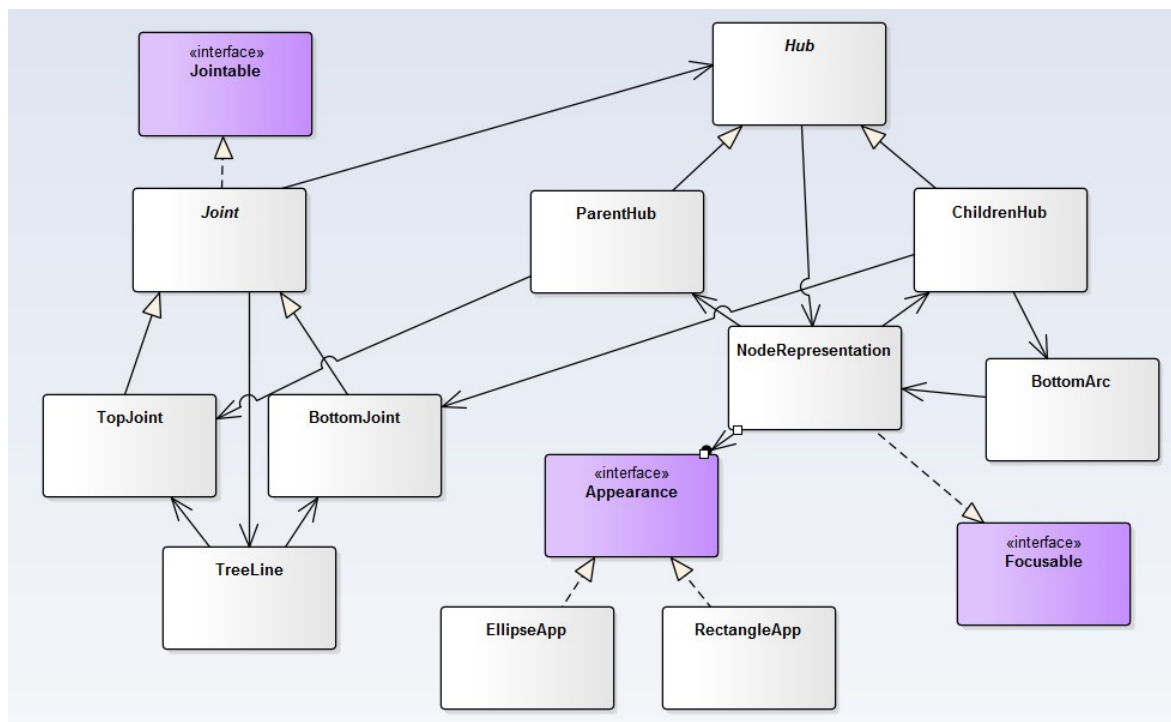 «interface»
Jointable
Hub
Joint
ParentHub
ChildrenHub
NodeRepresentation
BottomArc
TopJoint
BottomJoint
«interface»
Appearance
«interface»
Focusable
TreeLine
EllipseApp
RectangleApp